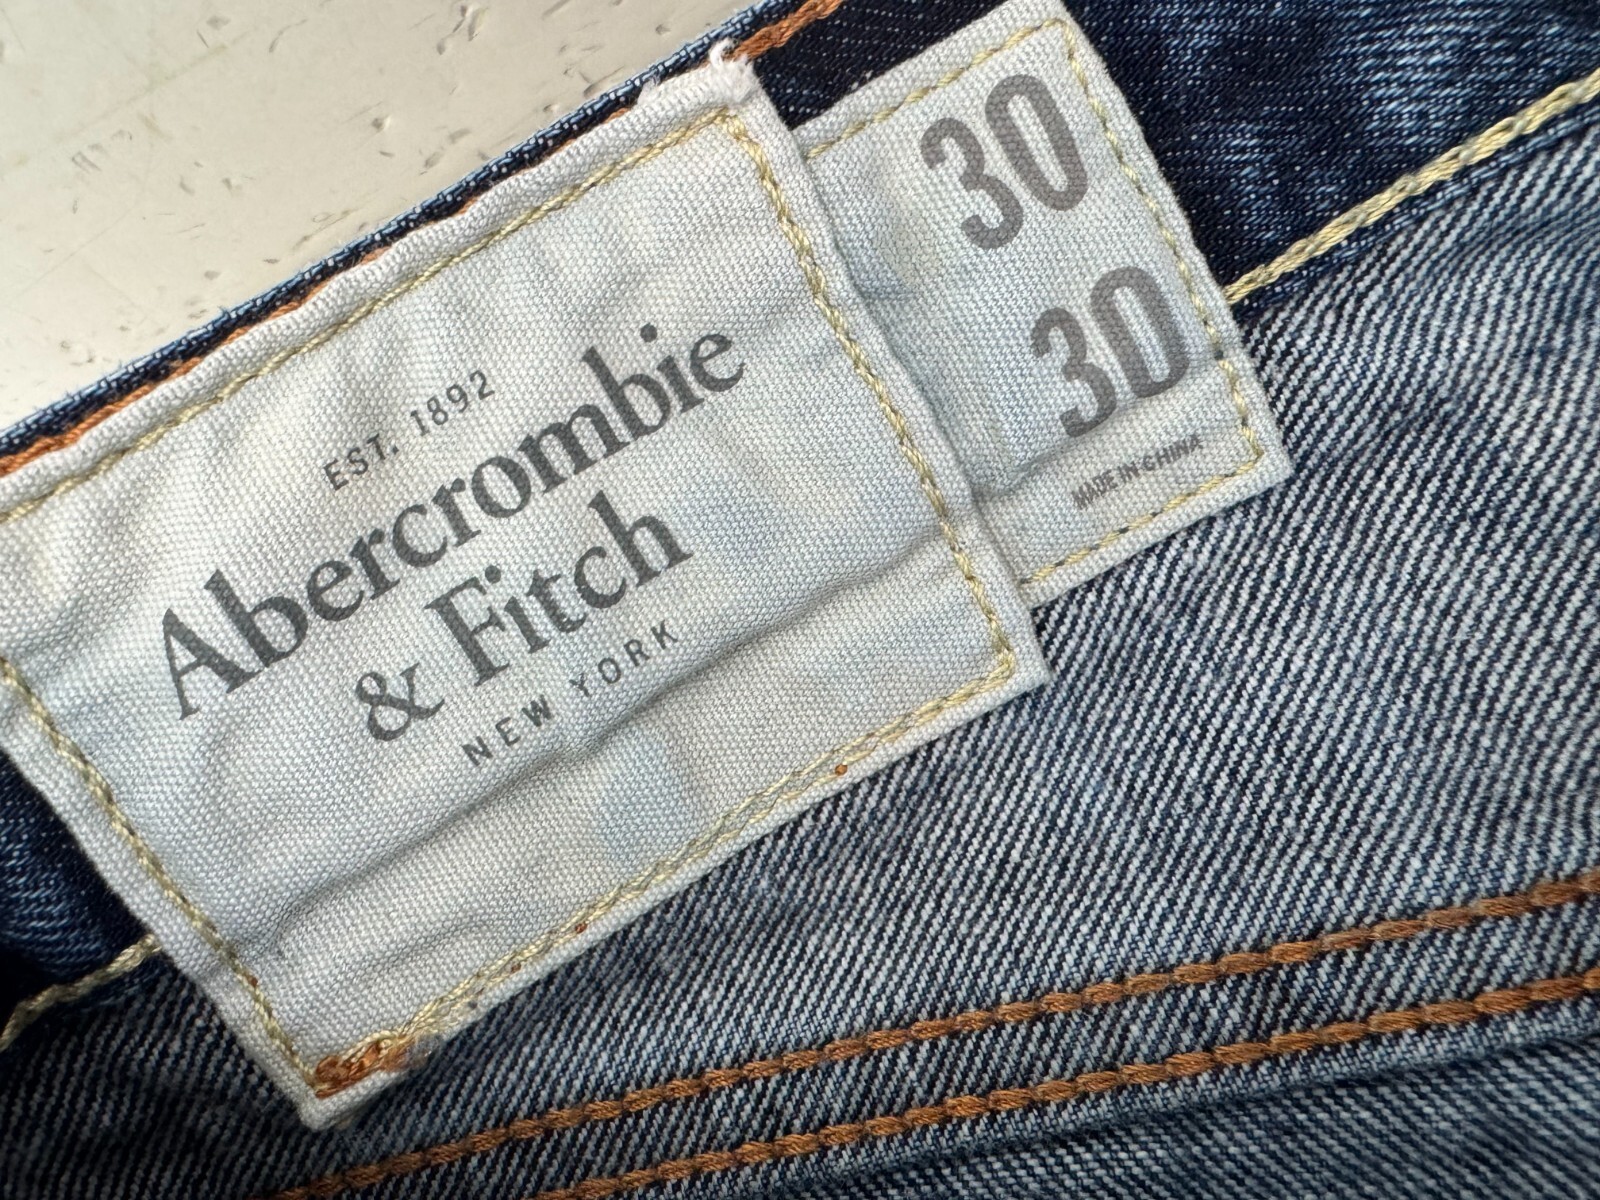 EST. 1892
Abercrombie
& Fitch
NEW YORK
30
30
MADE IN CHINA